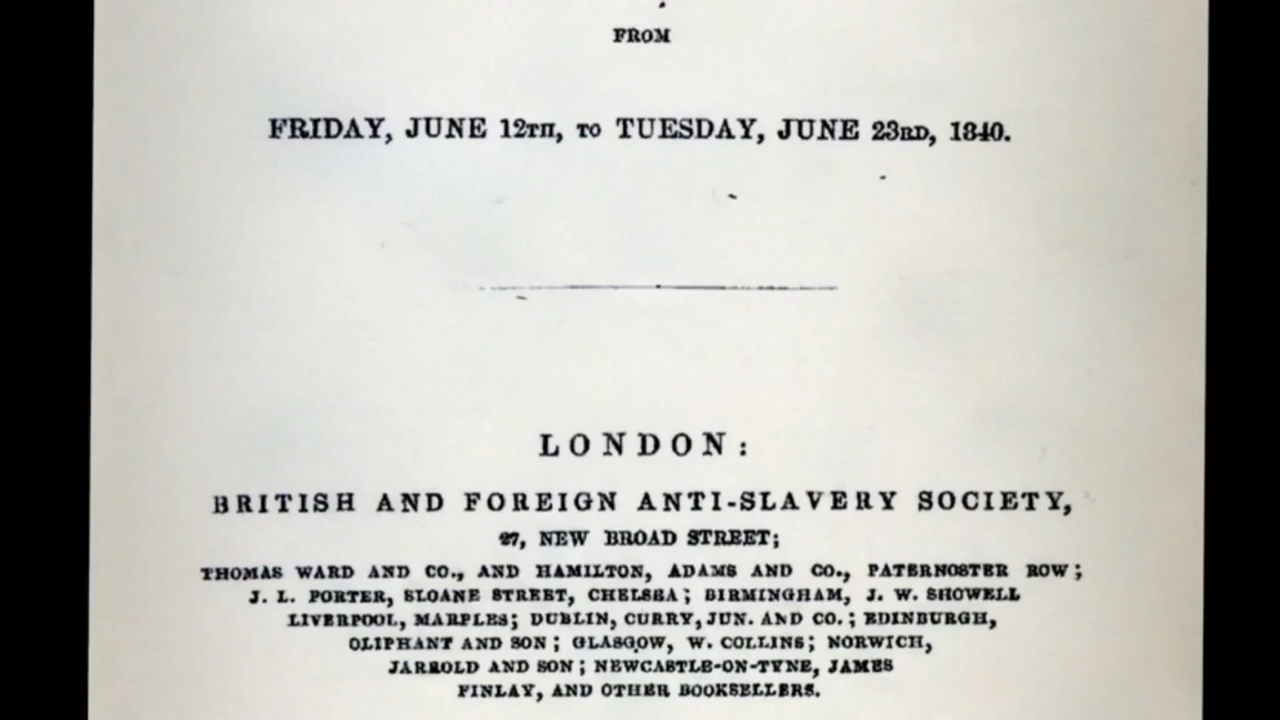 FROM
FRIDAY, JUNE 12TH, TO TUESDAY, JUNE 23RD, 1840.
LONDON:
BRITISH AND FOREIGN ANTI-SLAVERY SOCIETY,
27, NEW BROAD STREET;
THOMAS WARD AND CO., AND HAMILTON, ADAMS AND CO., PATERNOSTER ROW;
J. L. PORTER, SLOANE STREET, CHELSEA; BIRMINGHAM, J. W. SHOWELL
LIVERPOOL, MARPLES; DUBLIN, CURRY, JUN. AND CO.; EDINBURGH,
OLIPHANT AND SON; GLASGOW, W. COLLINS; NORWICH,
JARROLD AND SON; NEWCASTLE-ON-TYNE, JAMES
FINLAY, AND OTHER BOOKSELLERS.